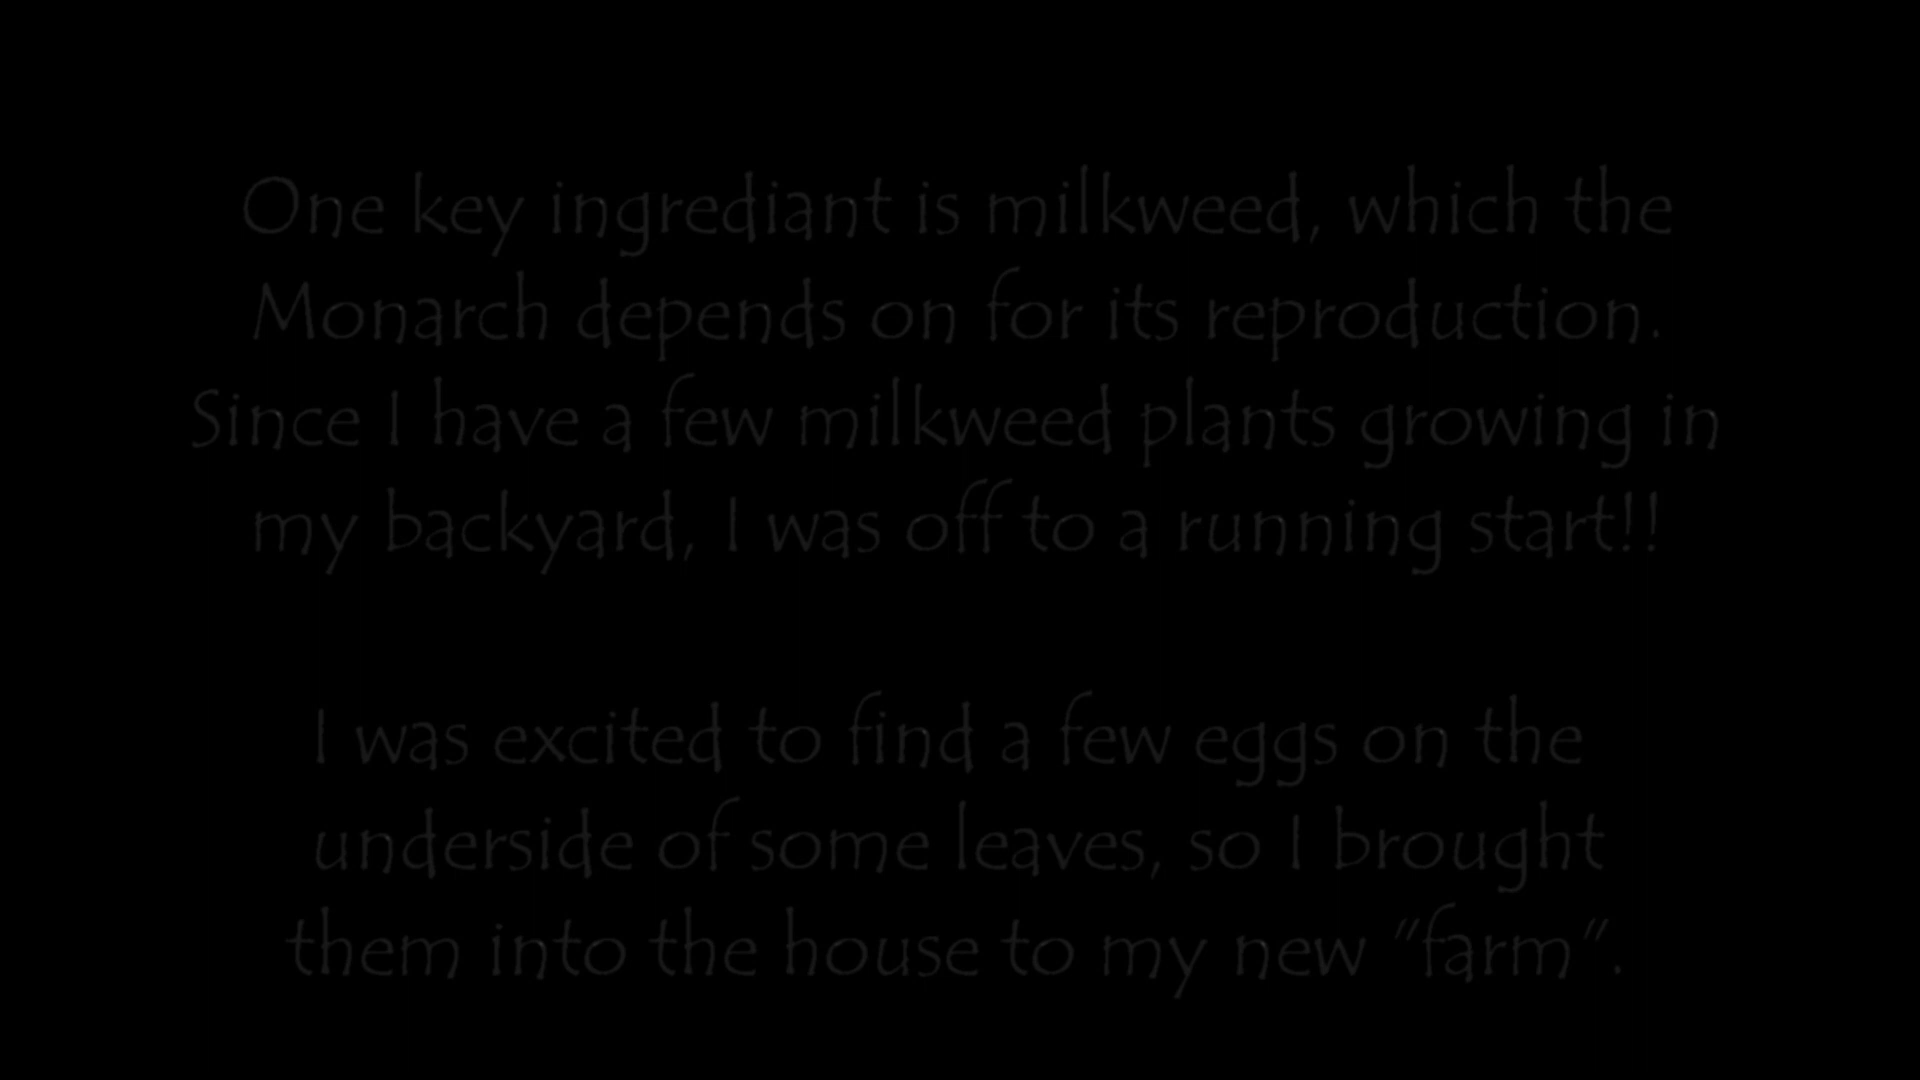 One key ingrediant is milkweed, which the
Monarch depends on for its reproduction.
Since I have a few milkweed plants growing in
my backyard, I was off to a running start!!
I was excited to find a few eggs on the
underside of some leaves, so I brought
them into the house to my new "farm".